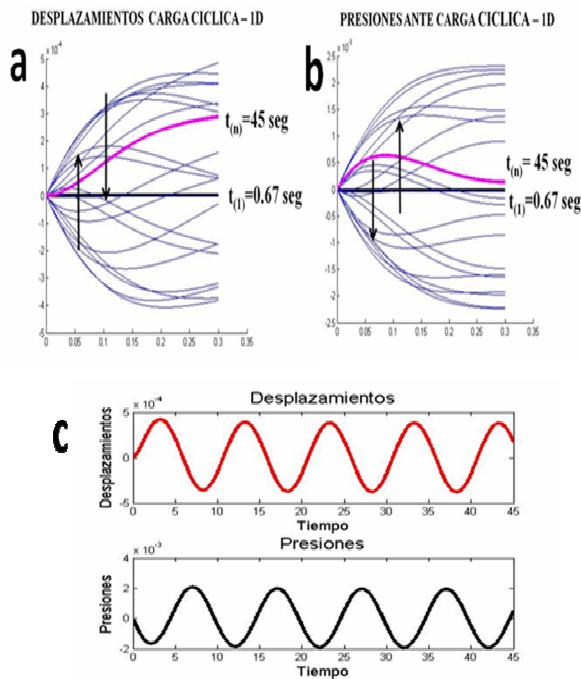 DESPLAZAMIENTOS CARGA CICLICA – 1D
a
x 10⁻⁴
5
4
3
2
1
0
-1
-2
-3
-4
-5
0 0.05 0.1 0.15 0.2 0.25 0.3 0.35
t(n)=45 seg
t(1)=0.67 seg
PRESIONES ANTE CARGA CICLICA – 1D
b
x 10⁻³
2.5
2
1.5
1
0.5
0
-0.5
-1
-1.5
-2
-2.5
0 0.05 0.1 0.15 0.2 0.25 0.3 0.35
t(n)= 45 seg
t(1)=0.67 seg
c
Desplazamientos
x 10⁻⁴
Desplazamientos
5
0
-5
0 5 10 15 20 25 30 35 40 45
Tiempo
Presiones
x 10⁻³
Presiones
4
2
0
-2
0 5 10 15 20 25 30 35 40 45
Tiempo